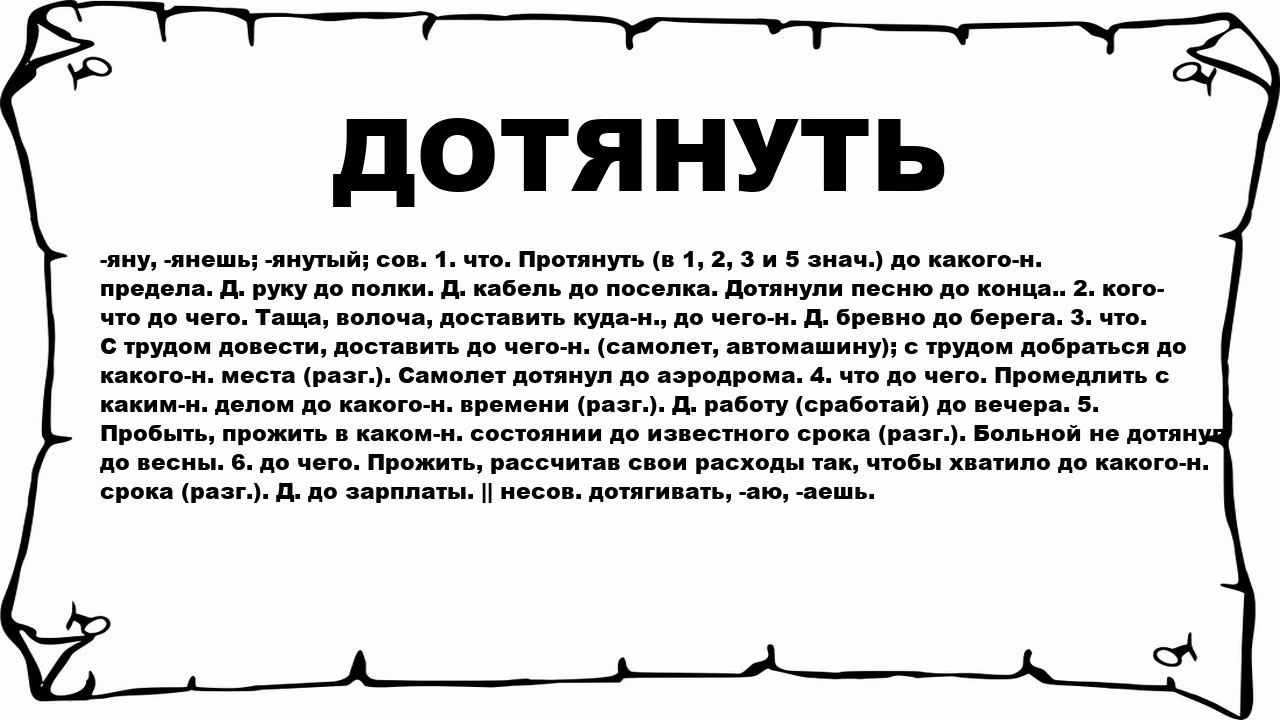 ДОТЯНУТЬ
-яну, -янешь; -янутый; сов. 1. что. Протянуть (в 1, 2, 3 и 5 знач.) до какого-н.
предела. Д. руку до полки. Д. кабель до поселка. Дотянули песню до конца.. 2. кого-
что до чего. Таща, волоча, доставить куда-н., до чего-н. Д. бревно до берега. 3. что.
С трудом довести, доставить до чего-н. (самолет, автомашину); с трудом добраться до
какого-н. места (разг.). Самолет дотянул до аэродрома. 4. что до чего. Промедлить с
каким-н. делом до какого-н. времени (разг.). Д. работу (сработай) до вечера. 5.
Пробыть, прожить в каком-н. состоянии до известного срока (разг.). Больной не дотянул
до весны. 6. до чего. Прожить, рассчитав свои расходы так, чтобы хватило до какого-н.
срока (разг.). Д. до зарплаты. || несов. дотягивать, -аю, -аешь.